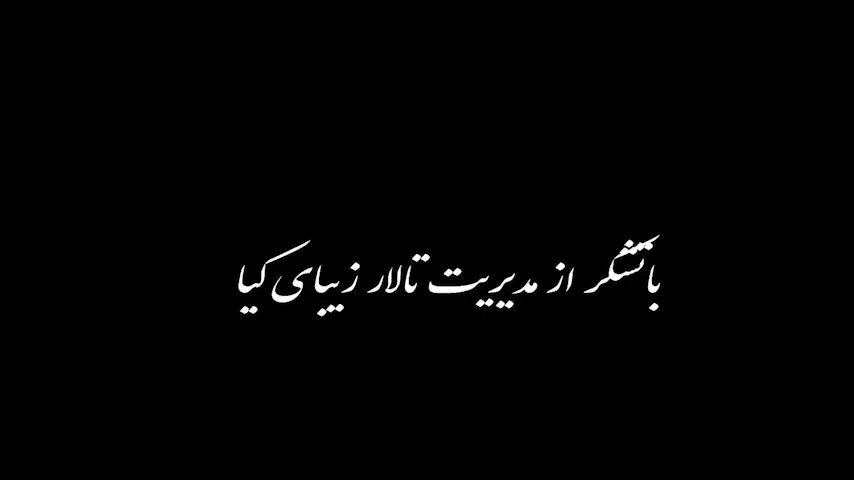 با تشکر از مدیریت تالار زیبای کیا